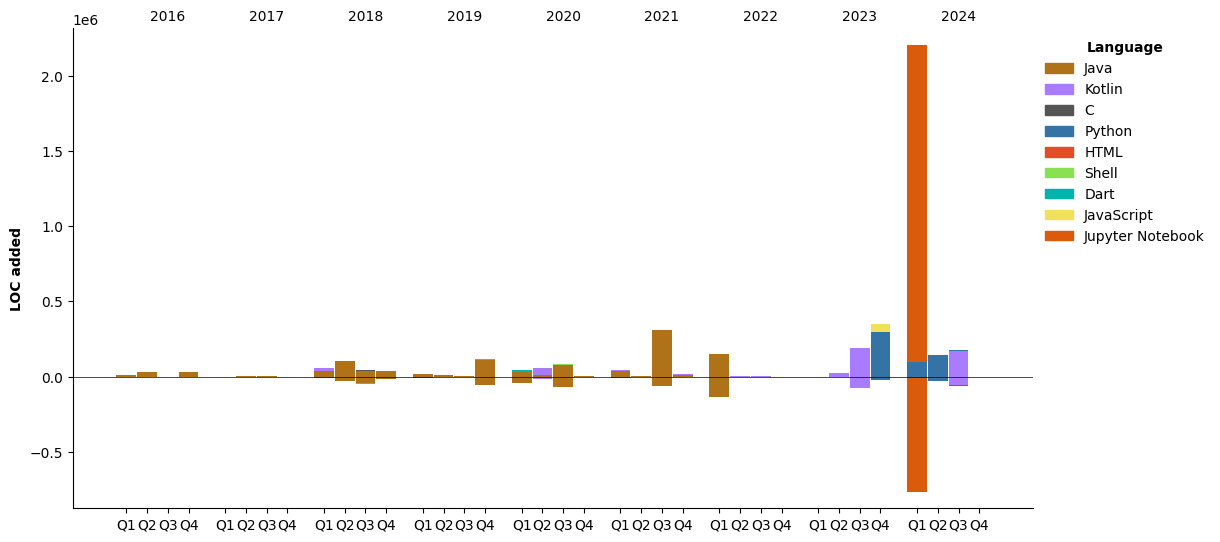 1e6
2016 2017 2018 2019 2020 2021 2022 2023 2024
2.0
1.5
1.0
0.5
0.0
−0.5
LOC added
Q1 Q2 Q3 Q4 Q1 Q2 Q3 Q4 Q1 Q2 Q3 Q4 Q1 Q2 Q3 Q4 Q1 Q2 Q3 Q4 Q1 Q2 Q3 Q4 Q1 Q2 Q3 Q4 Q1 Q2 Q3 Q4 Q1 Q2 Q3 Q4
Language
Java
Kotlin
C
Python
HTML
Shell
Dart
JavaScript
Jupyter Notebook